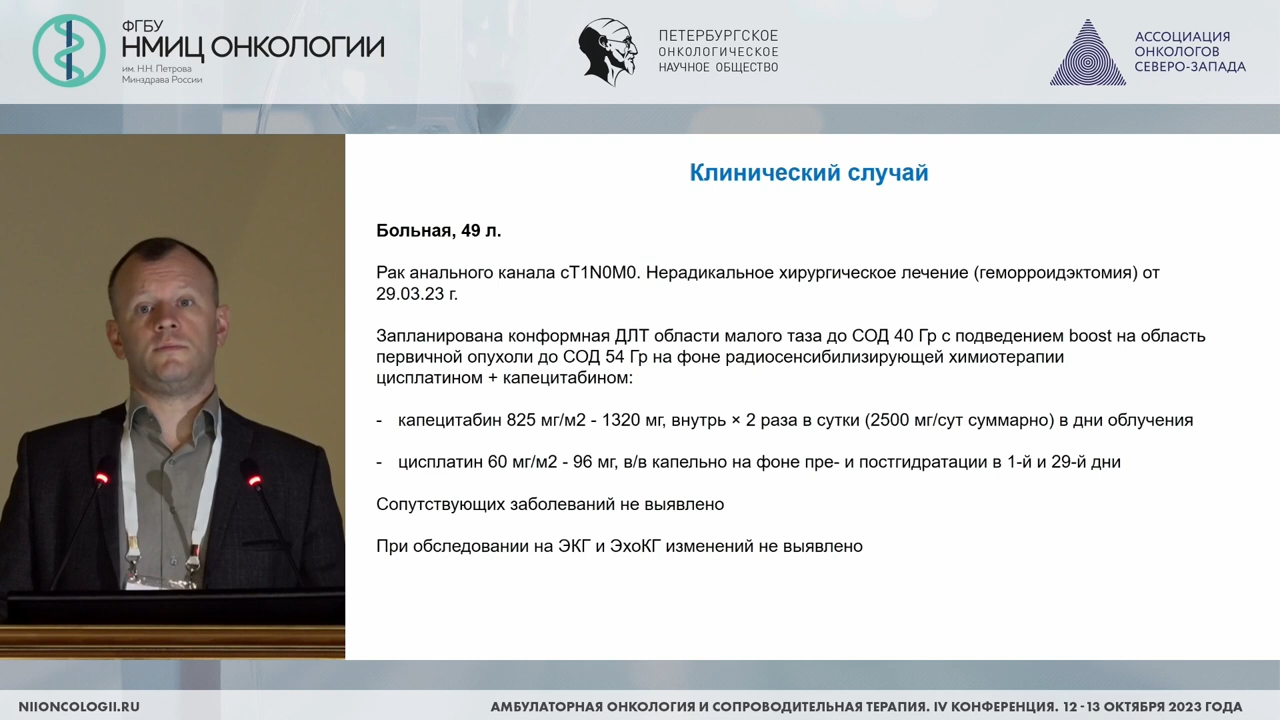 ФГБУ
НМИЦ ОНКОЛОГИИ
им. Н.Н. Петрова
Минздрава России
ПЕТЕРБУРГСКОЕ
ОНКОЛОГИЧЕСКОЕ
НАУЧНОЕ ОБЩЕСТВО
АССОЦИАЦИЯ
ОНКОЛОГОВ
СЕВЕРО-ЗАПАДА
Клинический случай
Больная, 49 л.
Рак анального канала cT1N0M0. Нерадикальное хирургическое лечение (геморроидэктомия) от
29.03.23 г.
Запланирована конформная ДЛТ области малого таза до СОД 40 Гр с подведением boost на область
первичной опухоли до СОД 54 Гр на фоне радиосенсибилизирующей химиотерапии
цисплатином + капецитабином:
- капецитабин 825 мг/м2 - 1320 мг, внутрь × 2 раза в сутки (2500 мг/сут суммарно) в дни облучения
- цисплатин 60 мг/м2 - 96 мг, в/в капельно на фоне пре- и постгидратации в 1-й и 29-й дни
Сопутствующих заболеваний не выявлено
При обследовании на ЭКГ и ЭхоКГ изменений не выявлено
NIIONCOLOGII.RU
АМБУЛАТОРНАЯ ОНКОЛОГИЯ И СОПРОВОДИТЕЛЬНАЯ ТЕРАПИЯ. IV КОНФЕРЕНЦИЯ. 12 - 13 ОКТЯБРЯ 2023 ГОДА